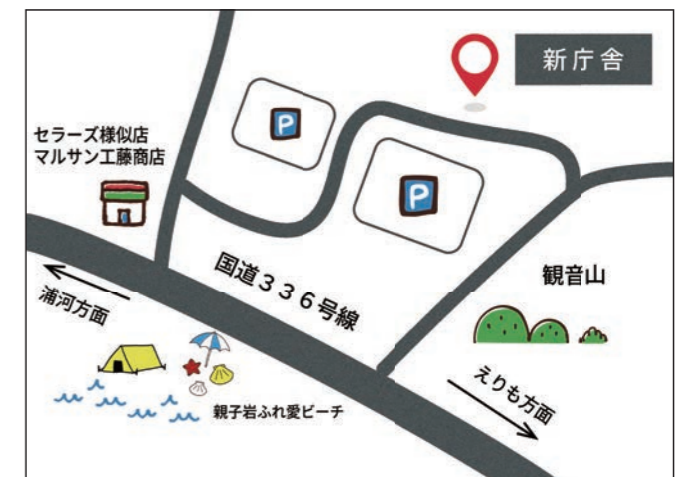 新庁舎
P
セラーズ様似店
マルサン工藤商店
P
国道３３６号線
観音山
浦河方面
えりも方面
親子岩ふれ愛ビーチ